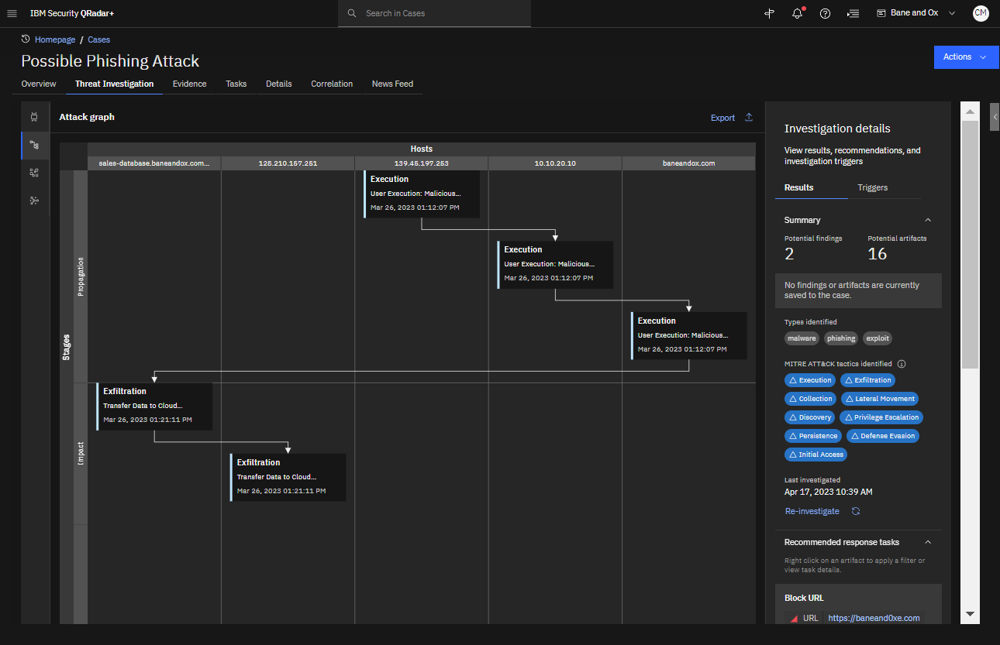 IBM Security QRadar+
Search in Cases
Bane and Ox
CM
Homepage / Cases
Possible Phishing Attack
Actions
Overview
Threat Investigation
Evidence
Tasks
Details
Correlation
News Feed
Attack graph
Export
Hosts
sales-database.baneandox.com...
128.210.157.251
139.45.197.253
10.10.20.10
baneandox.com
Stages
Propagation
Execution
User Execution: Malicious...
Mar 26, 2023 01:12:07 PM
Execution
User Execution: Malicious...
Mar 26, 2023 01:12:07 PM
Execution
User Execution: Malicious...
Mar 26, 2023 01:12:07 PM
Impact
Exfiltration
Transfer Data to Cloud...
Mar 26, 2023 01:21:11 PM
Exfiltration
Transfer Data to Cloud...
Mar 26, 2023 01:21:11 PM
Investigation details
View results, recommendations, and
investigation triggers
Results
Triggers
Summary
Potential findings
Potential artifacts
2
16
No findings or artifacts are currently
saved to the case.
Types identified
malware
phishing
exploit
MITRE ATT&CK tactics identified
Execution
Exfiltration
Collection
Lateral Movement
Discovery
Privilege Escalation
Persistence
Defense Evasion
Initial Access
Last investigated
Apr 17, 2023 10:39 AM
Re-investigate
Recommended response tasks
Right click on an artifact to apply a filter or
view task details.
Block URL
URL
https://baneand0xe.com